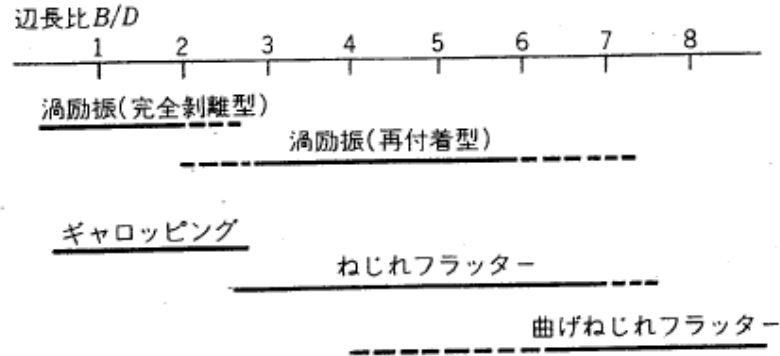 辺長比B/D
1 2 3 4 5 6 7 8
渦励振(完全剝離型)
渦励振(再付着型)
ギャロッピング
ねじれフラッター
曲げねじれフラッター